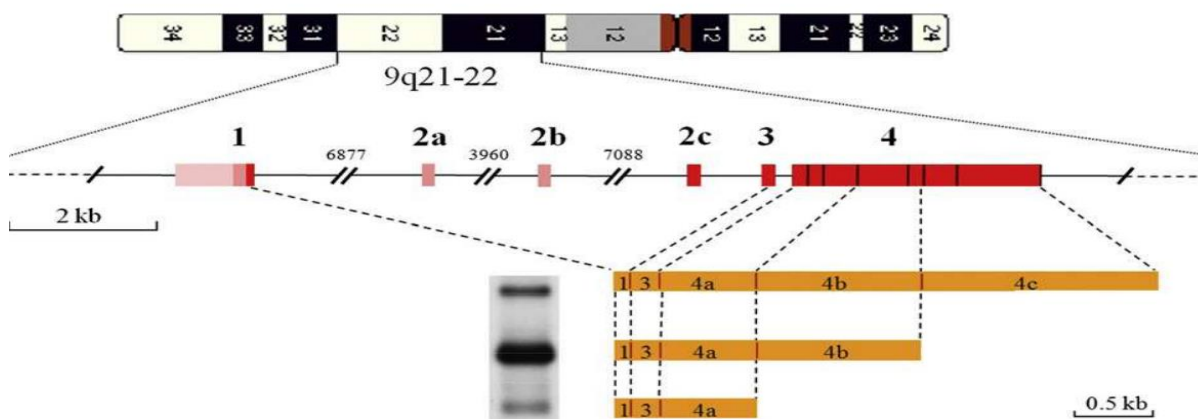 34 33 32 31 22 21 13 12 12 13 21 22 23 24
9q21-22
1 2a 2b 2c 3 4
6877 3960 7088
2 kb
1 3 4a 4b 4c
1 3 4a 4b
1 3 4a
0.5 kb